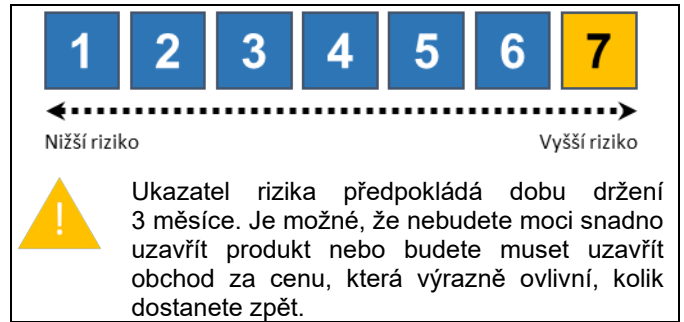 1 2 3 4 5 6 7
Nižší riziko Vyšší riziko
!
Ukazatel rizika předpokládá dobu držení
3 měsíce. Je možné, že nebudete moci snadno
uzavřít produkt nebo budete muset uzavřít
obchod za cenu, která výrazně ovlivní, kolik
dostanete zpět.